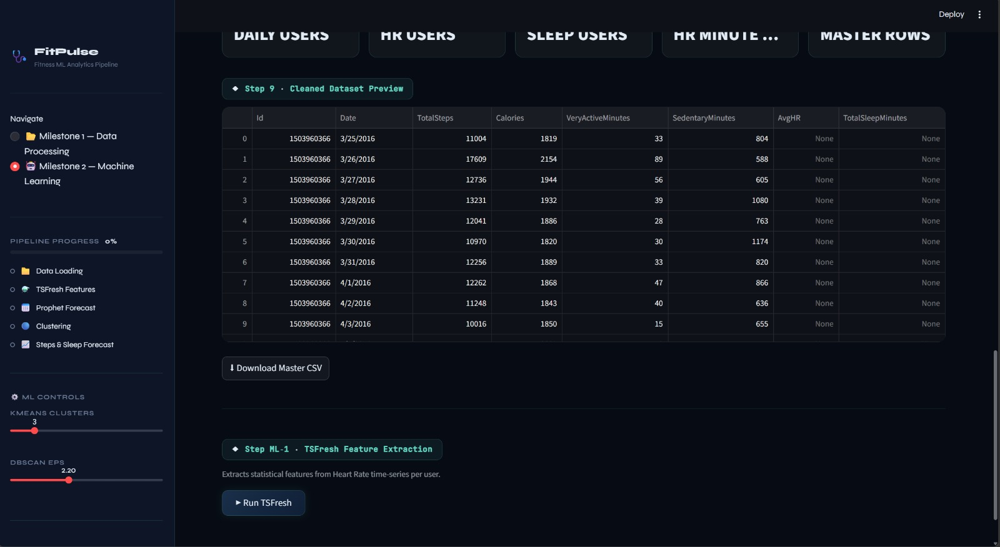 Deploy
FitPulse
Fitness ML Analytics Pipeline
Navigate
Milestone 1 — Data
Processing
Milestone 2 — Machine
Learning
PIPELINE PROGRESS 0%
Data Loading
TSFresh Features
Prophet Forecast
Clustering
Steps & Sleep Forecast
ML CONTROLS
KMEANS CLUSTERS
3
DBSCAN EPS
2.20
DAILY USERS HR USERS SLEEP USERS HR MINUTE ... MASTER ROWS
Step 9 · Cleaned Dataset Preview
Id Date TotalSteps Calories VeryActiveMinutes SedentaryMinutes AvgHR TotalSleepMinutes
0 1503960366 3/25/2016 11004 1819 33 804 None None
1 1503960366 3/26/2016 17609 2154 89 588 None None
2 1503960366 3/27/2016 12736 1944 56 605 None None
3 1503960366 3/28/2016 13231 1932 39 1080 None None
4 1503960366 3/29/2016 12041 1886 28 763 None None
5 1503960366 3/30/2016 10970 1820 30 1174 None None
6 1503960366 3/31/2016 12256 1889 33 820 None None
7 1503960366 4/1/2016 12262 1868 47 866 None None
8 1503960366 4/2/2016 11248 1843 40 636 None None
9 1503960366 4/3/2016 10016 1850 15 655 None None
Download Master CSV
Step ML-1 · TSFresh Feature Extraction
Extracts statistical features from Heart Rate time-series per user.
Run TSFresh